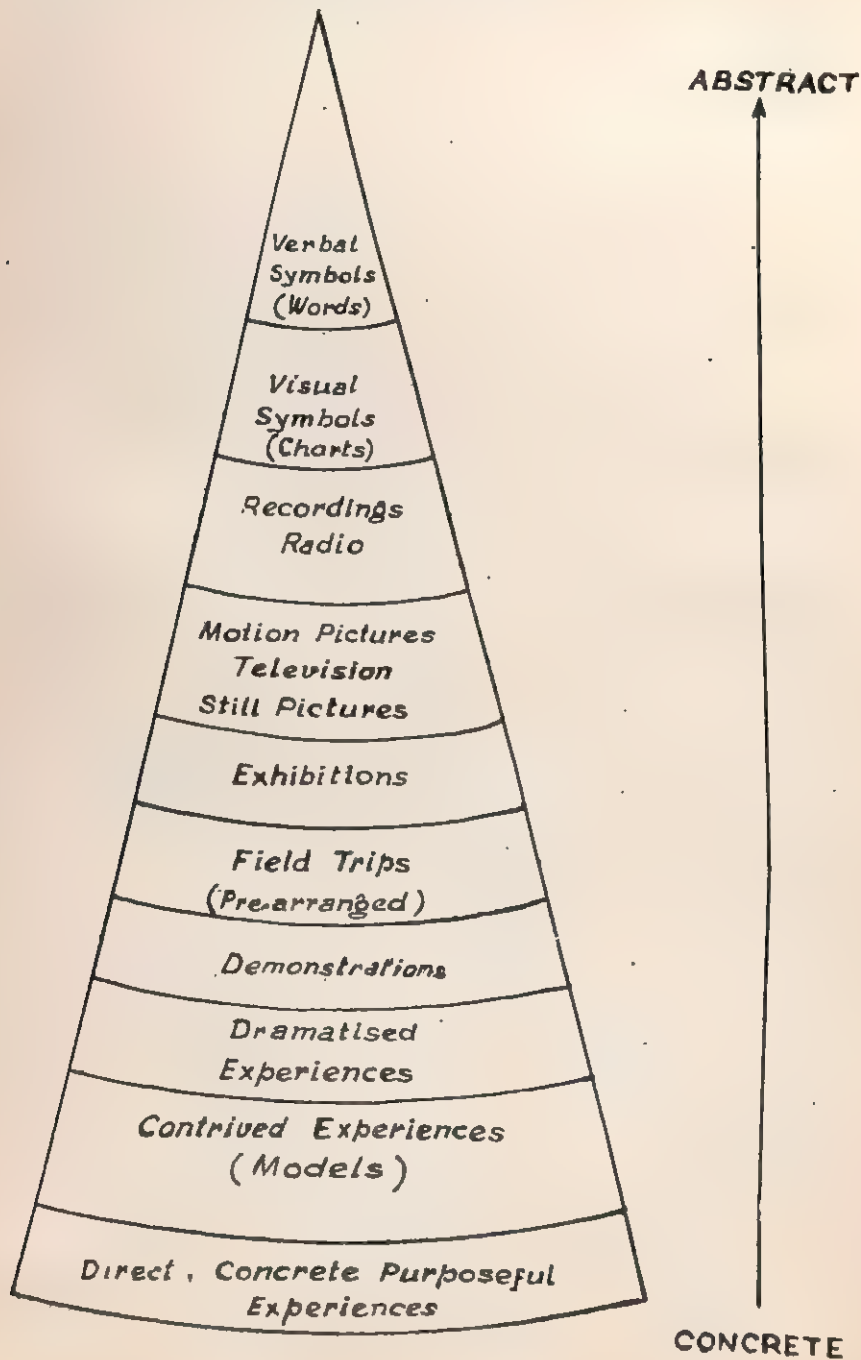 ABSTRACT
Verbal
Symbols
(Words)
Visual
Symbols
(Charts)
Recordings
Radio
Motion Pictures
Television
Still Pictures
Exhibitions
Field Trips
(Pre-arranged)
Demonstrations
Dramatised
Experiences
Contrived Experiences
(Models)
Direct, Concrete Purposeful
Experiences
CONCRETE